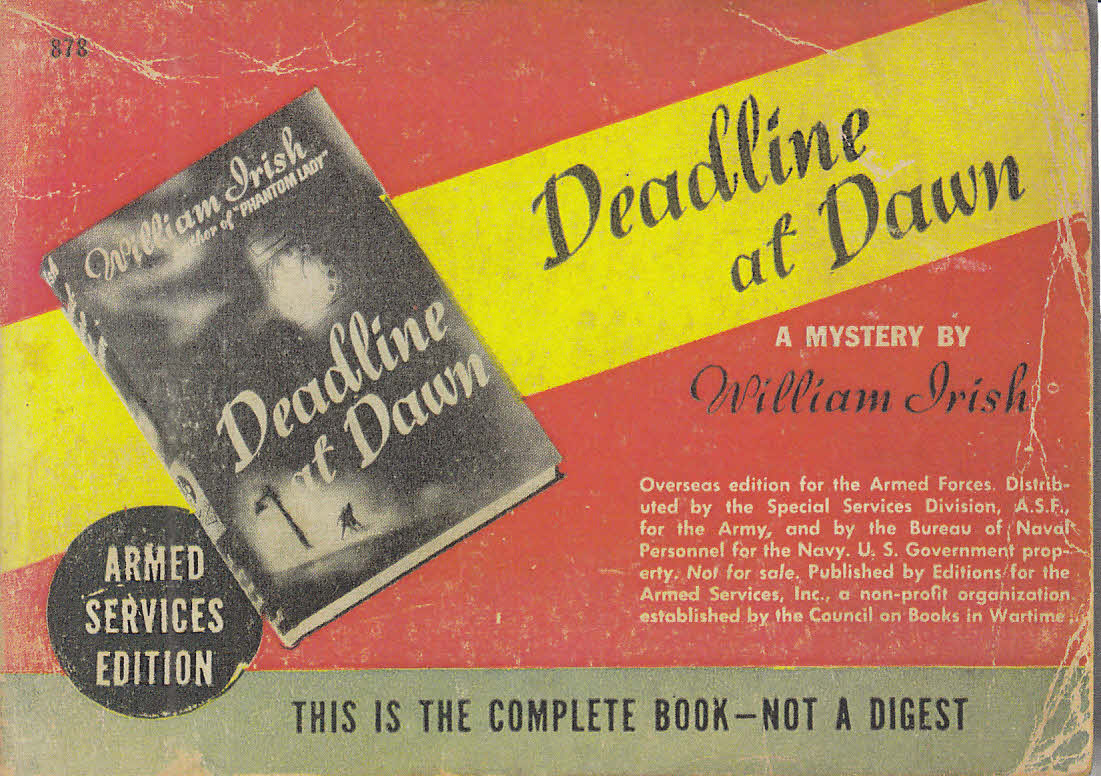 878
William Irish
Author of "PHANTOM LADY"
Deadline
at Dawn
Deadline
at Dawn
A MYSTERY BY
William Irish
Overseas edition for the Armed Forces. Distrib-
uted by the Special Services Division, A.S.F.,
for the Army, and by the Bureau of Naval
Personnel for the Navy. U. S. Government prop-
erty. Not for sale. Published by Editions for the
Armed Services, Inc., a non-profit organization
established by the Council on Books in Wartime.
ARMED
SERVICES
EDITION
THIS IS THE COMPLETE BOOK—NOT A DIGEST